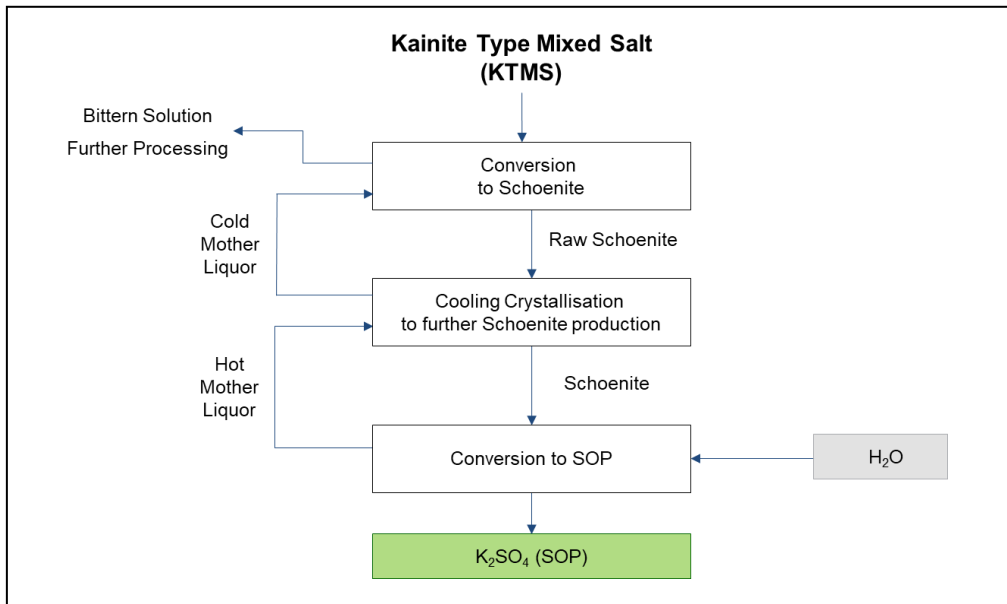 Kainite Type Mixed Salt
(KTMS)
Bittern Solution
Further Processing
Conversion
to Schoenite
Cold
Mother
Liquor
Raw Schoenite
Cooling Crystallisation
to further Schoenite production
Hot
Mother
Liquor
Schoenite
Conversion to SOP
H₂O
K₂SO₄ (SOP)